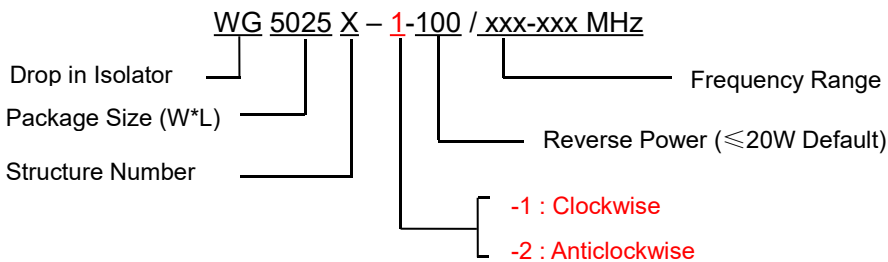 WG 5025 X – 1-100 / xxx-xxx MHz
Drop in Isolator
Frequency Range
Package Size (W*L)
Reverse Power (≤20W Default)
Structure Number
-1 : Clockwise
-2 : Anticlockwise